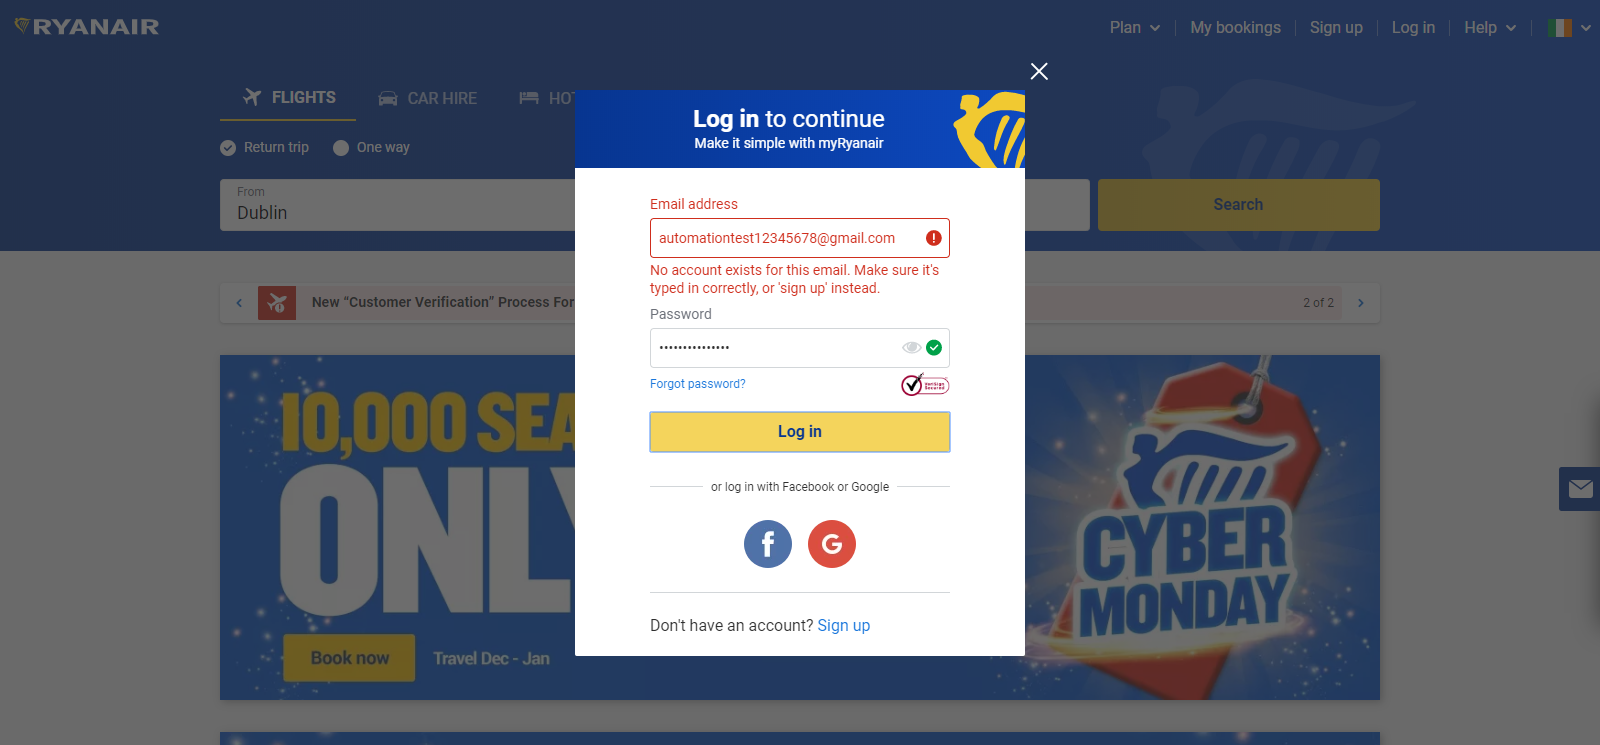 RYANAIR
Plan
My bookings
Sign up
Log in
Help
FLIGHTS
CAR HIRE
Return trip
One way
From
Dublin
Search
New “Customer Verification” Process For
2 of 2
10,000
ONLY
Book now
Travel Dec - Jan
CYBER
MONDAY
Log in to continue
Make it simple with myRyanair
Email address
automationtest12345678@gmail.com
No account exists for this email. Make sure it's
typed in correctly, or 'sign up' instead.
Password
•••••••••••••••
Forgot password?
VeriSign
Secured
Log in
or log in with Facebook or Google
f
G
Don't have an account? Sign up